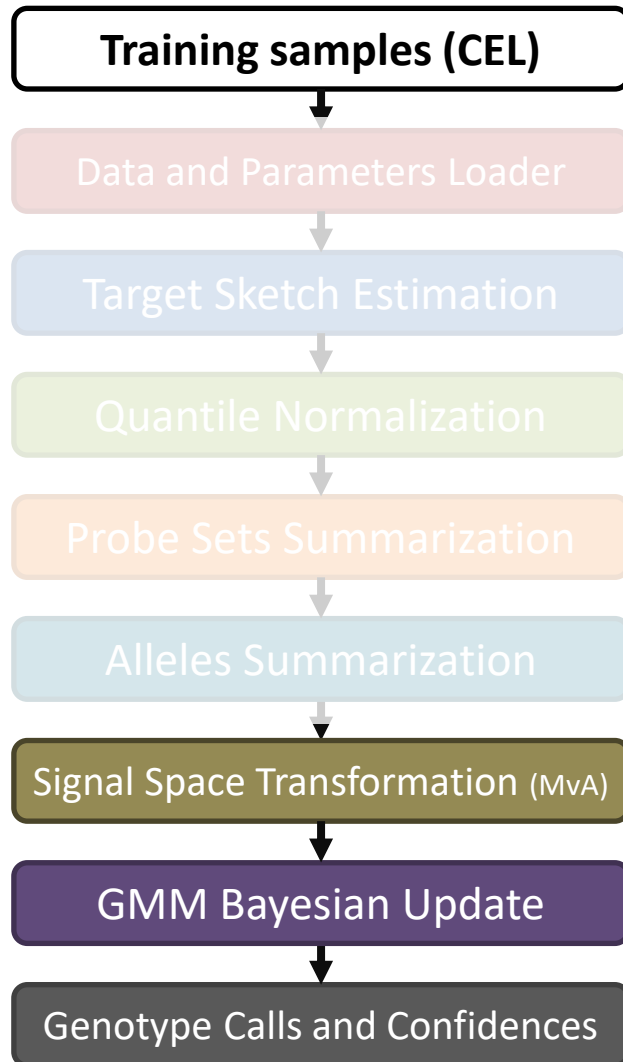 Training samples (CEL)
Data and Parameters Loader
Target Sketch Estimation
Quantile Normalization
Probe Sets Summarization
Alleles Summarization
Signal Space Transformation (MvA)
GMM Bayesian Update
Genotype Calls and Confidences